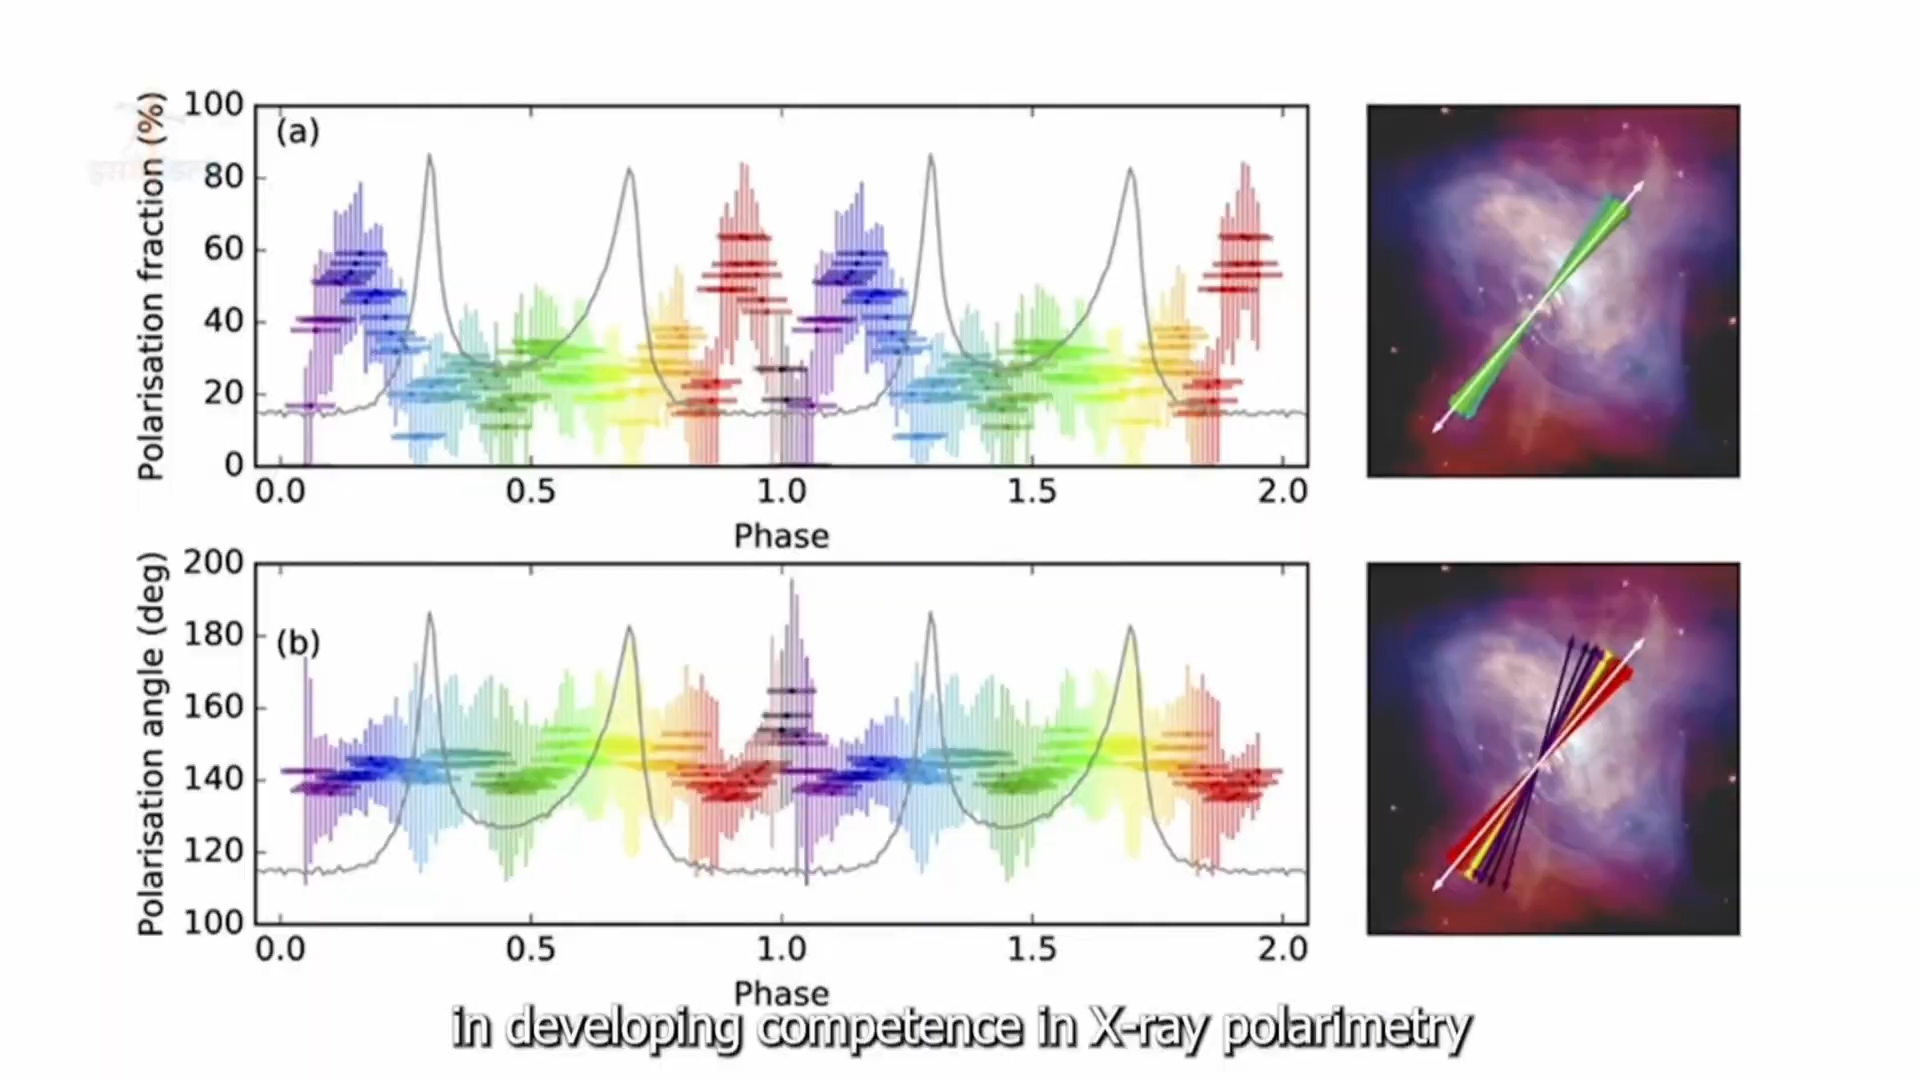 Polarisation fraction (%)
100
80
60
40
20
0
(a)
0.0 0.5 1.0 1.5 2.0
Phase
Polarisation angle (deg)
200
180
160
140
120
100
(b)
0.0 0.5 1.0 1.5 2.0
Phase
in developing competence in X-ray polarimetry